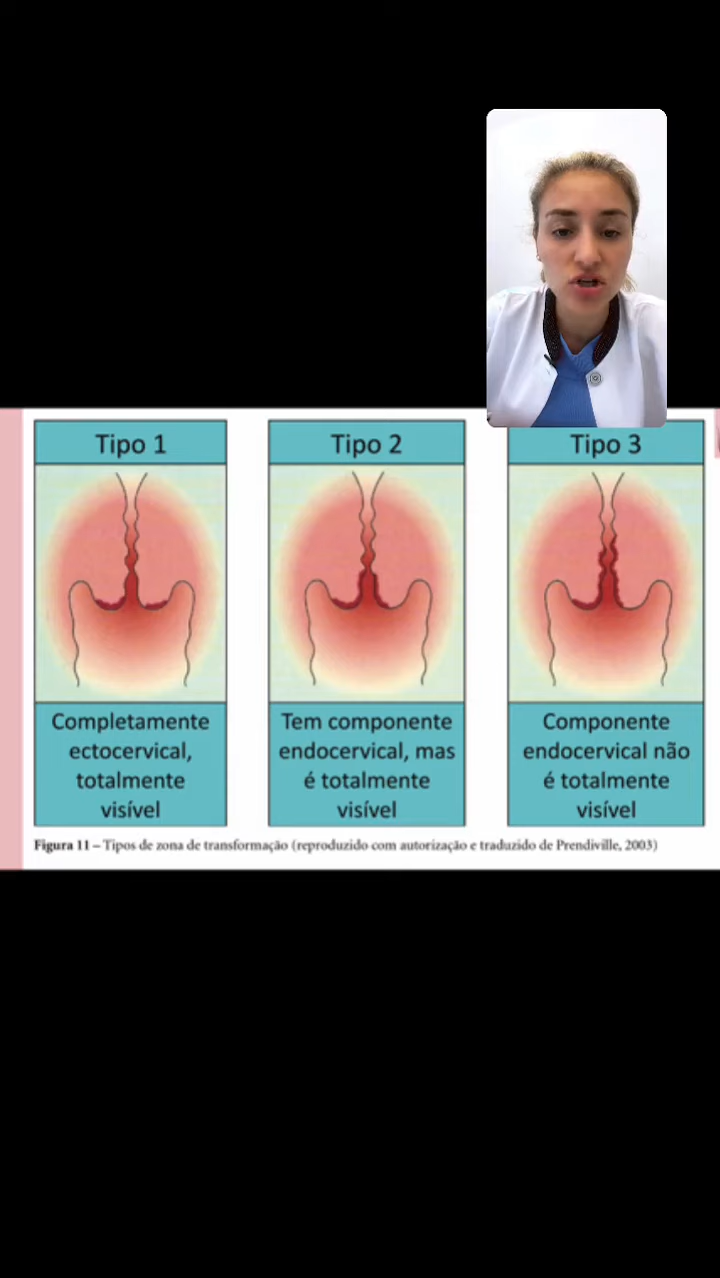 Tipo 1
Completamente
ectocervical,
totalmente
visível
Tipo 2
Tem componente
endocervical, mas
é totalmente
visível
Tipo 3
Componente
endocervical não
é totalmente
visível
Figura 11 – Tipos de zona de transformação (reproduzido com autorização e traduzido de Prendiville, 2003)